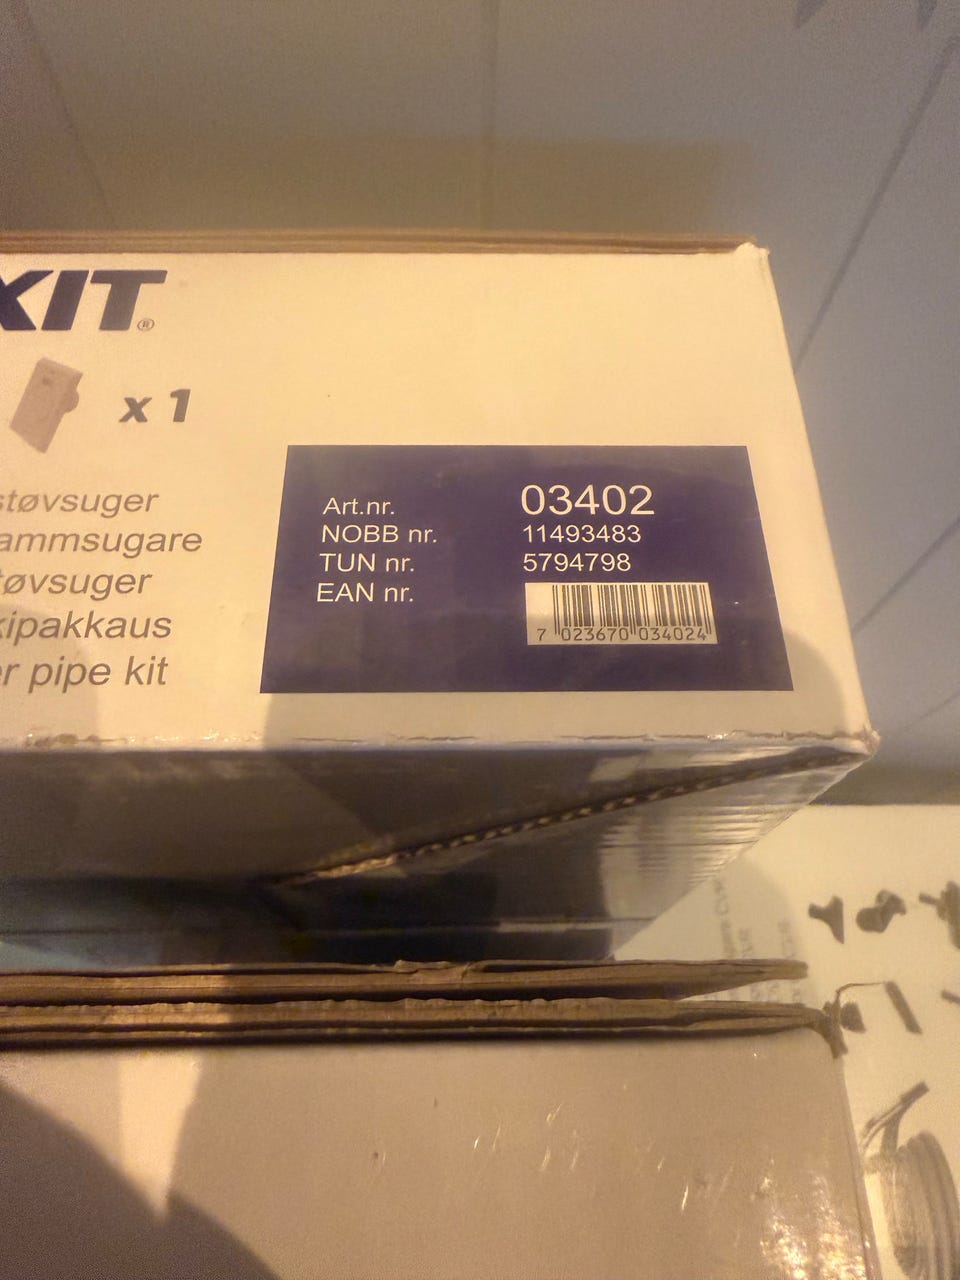 XIT®
x 1
støvsuger
ammsugare
tøvsuger
kipakkaus
er pipe kit
Art.nr. 03402
NOBB nr. 11493483
TUN nr. 5794798
EAN nr.
7 023670 034024